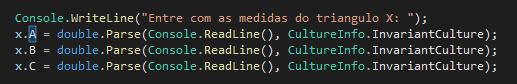 Console.WriteLine("Entre com as medidas do triangulo X: ");
x.A = double.Parse(Console.ReadLine(), CultureInfo.InvariantCulture);
x.B = double.Parse(Console.ReadLine(), CultureInfo.InvariantCulture);
x.C = double.Parse(Console.ReadLine(), CultureInfo.InvariantCulture);